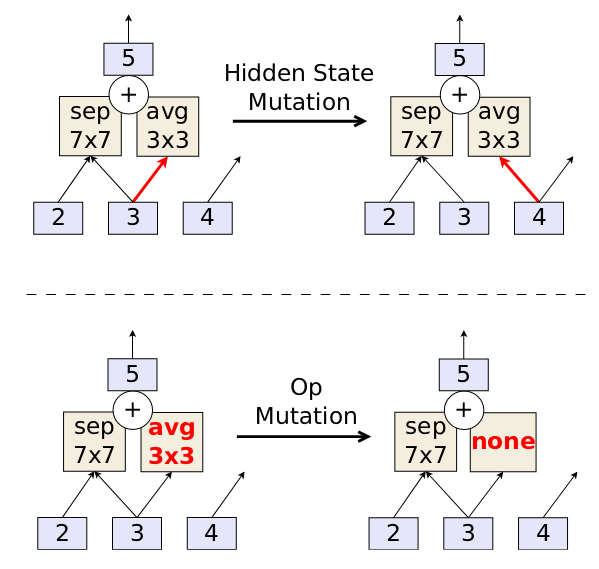 5
+
sep
7x7
avg
3x3
2
3
4
Hidden State
Mutation
5
+
sep
7x7
avg
3x3
2
3
4
5
+
sep
7x7
avg
3x3
2
3
4
Op
Mutation
5
+
sep
7x7
none
2
3
4